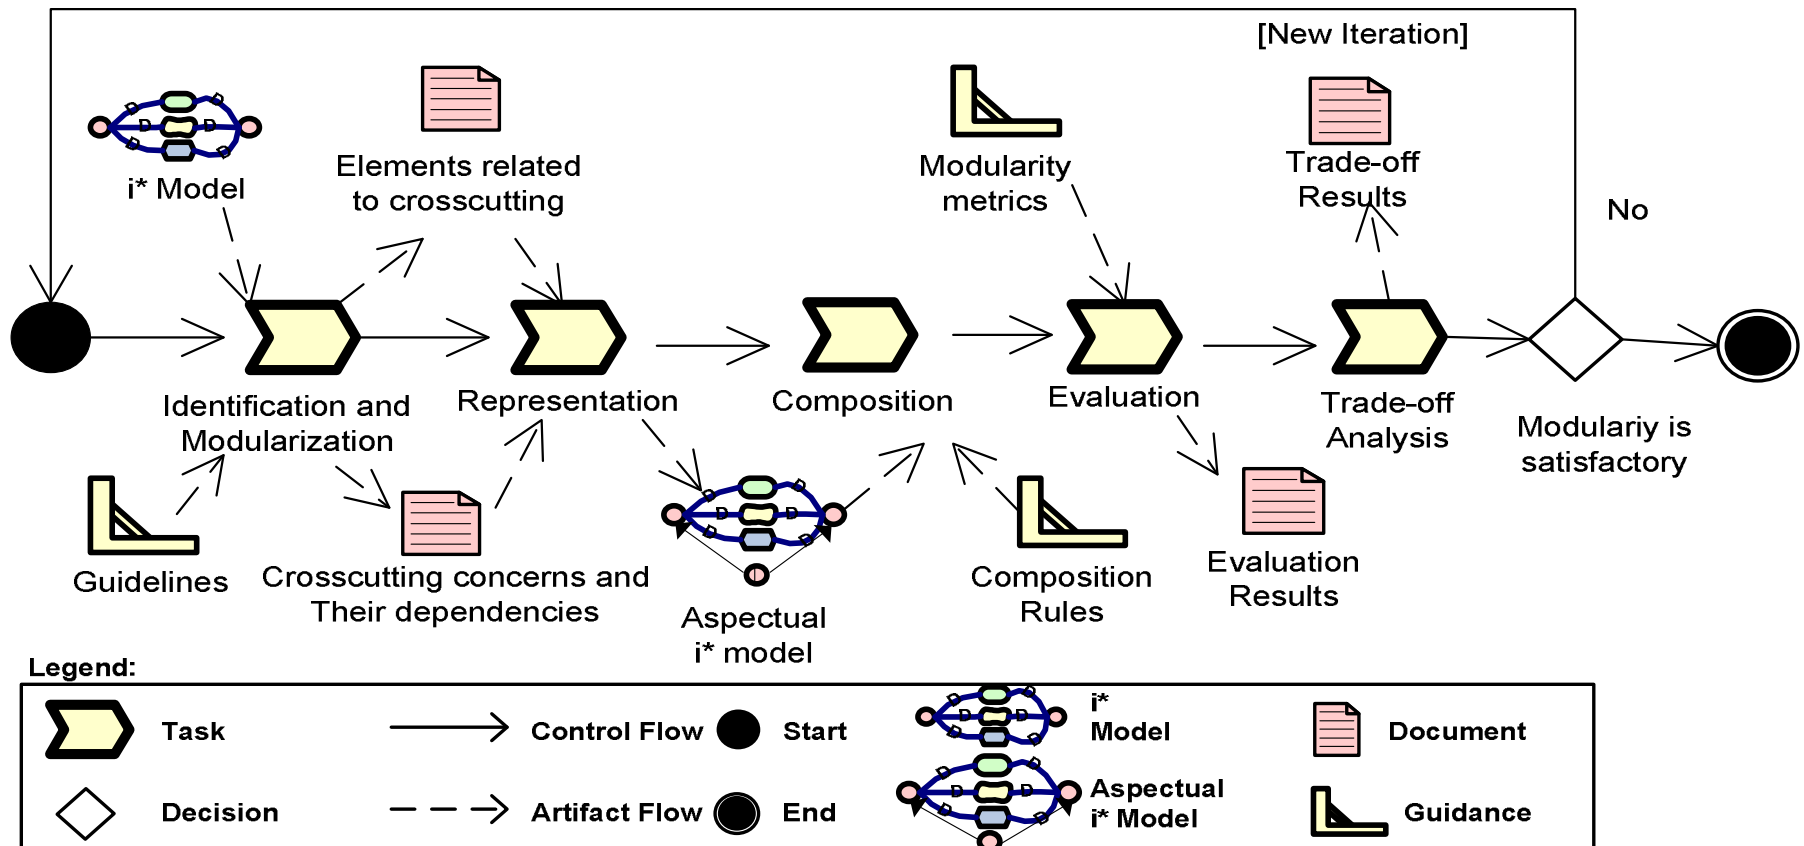 [New Iteration]
i* Model
Elements related
to crosscutting
Modularity
metrics
Trade-off
Results
No
Identification and
Modularization
Representation
Composition
Evaluation
Trade-off
Analysis
Modulariy is
satisfactory
Guidelines
Crosscutting concerns and
Their dependencies
Aspectual
i* model
Composition
Rules
Evaluation
Results
D
D
D
D
D
D
D
D
D
D
D
D
Legend:
Task
Control Flow
Start
i*
Model
Document
Decision
Artifact Flow
End
Aspectual
i* Model
Guidance
D
D
D
D
D
D
D
D
D
D
D
D